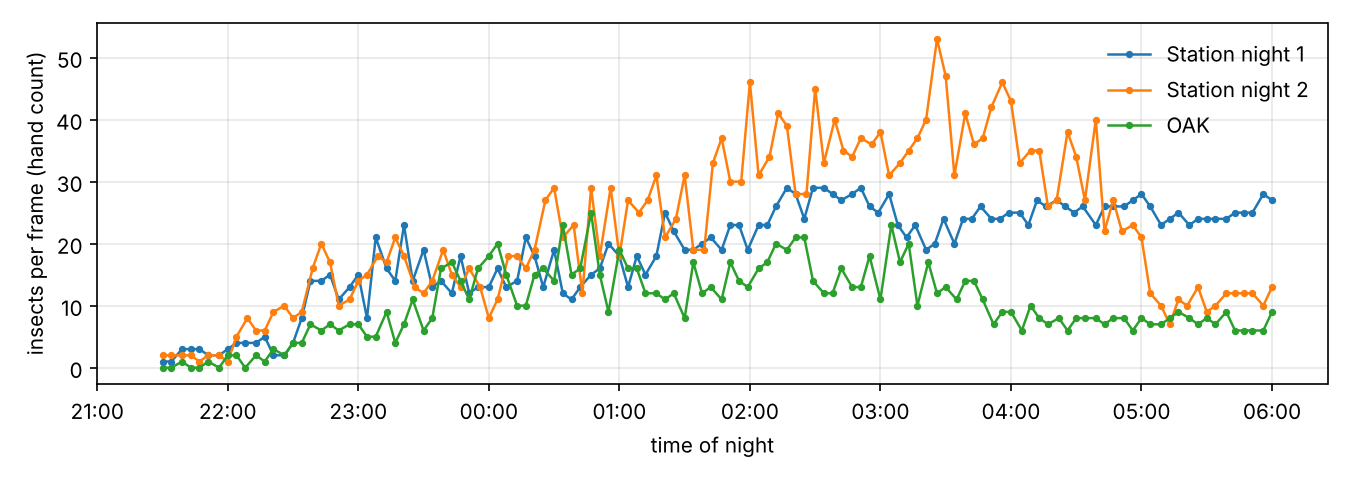 insects per frame (hand count)
50
40
30
20
10
0
Station night 1
Station night 2
OAK
21:00 22:00 23:00 00:00 01:00 02:00 03:00 04:00 05:00 06:00
time of night